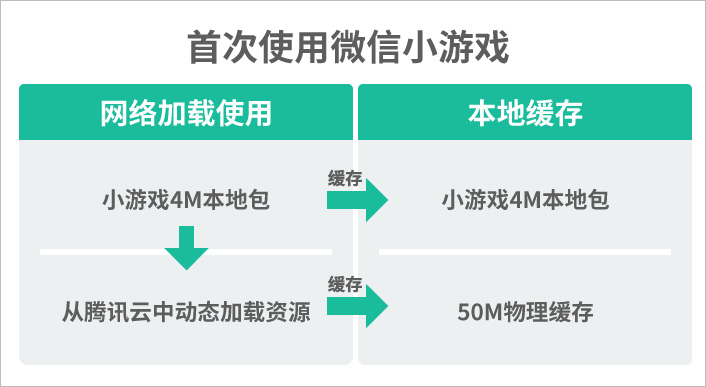 首次使用微信小游戏
网络加载使用
本地缓存
小游戏4M本地包
缓存
小游戏4M本地包
从腾讯云中动态加载资源
缓存
50M物理缓存